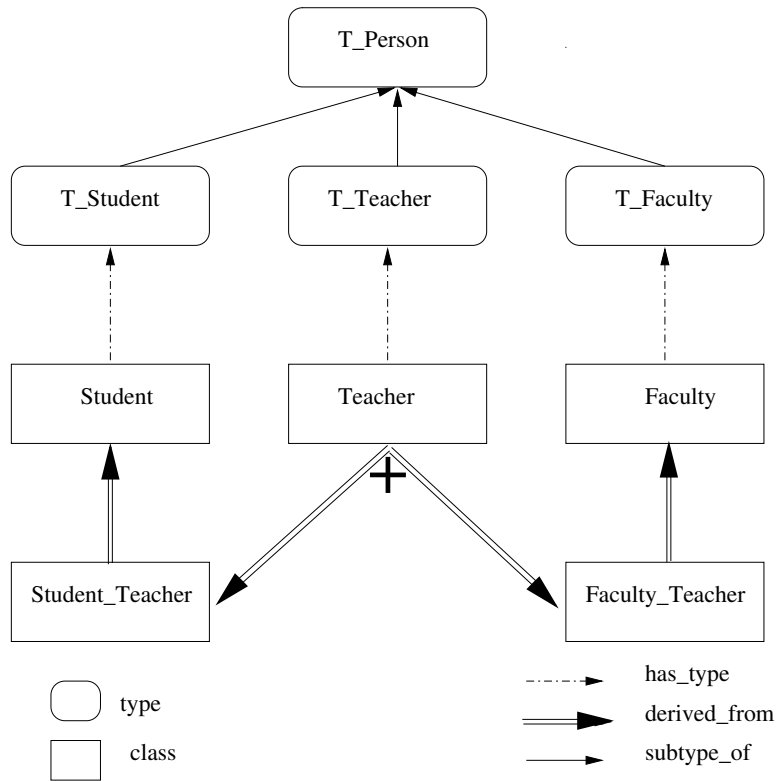 T_Person
T_Student
T_Teacher
T_Faculty
Student
Teacher
Faculty
+
Student_Teacher
Faculty_Teacher
type
class
has_type
derived_from
subtype_of